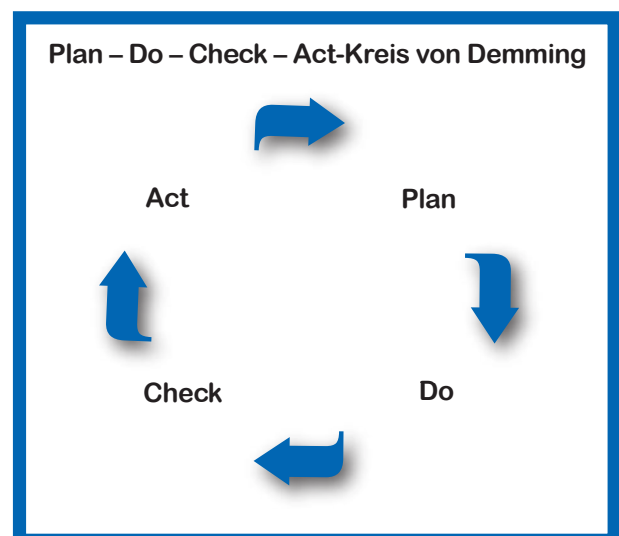 Plan – Do – Check – Act-Kreis von Demming
Act
Plan
Check
Do